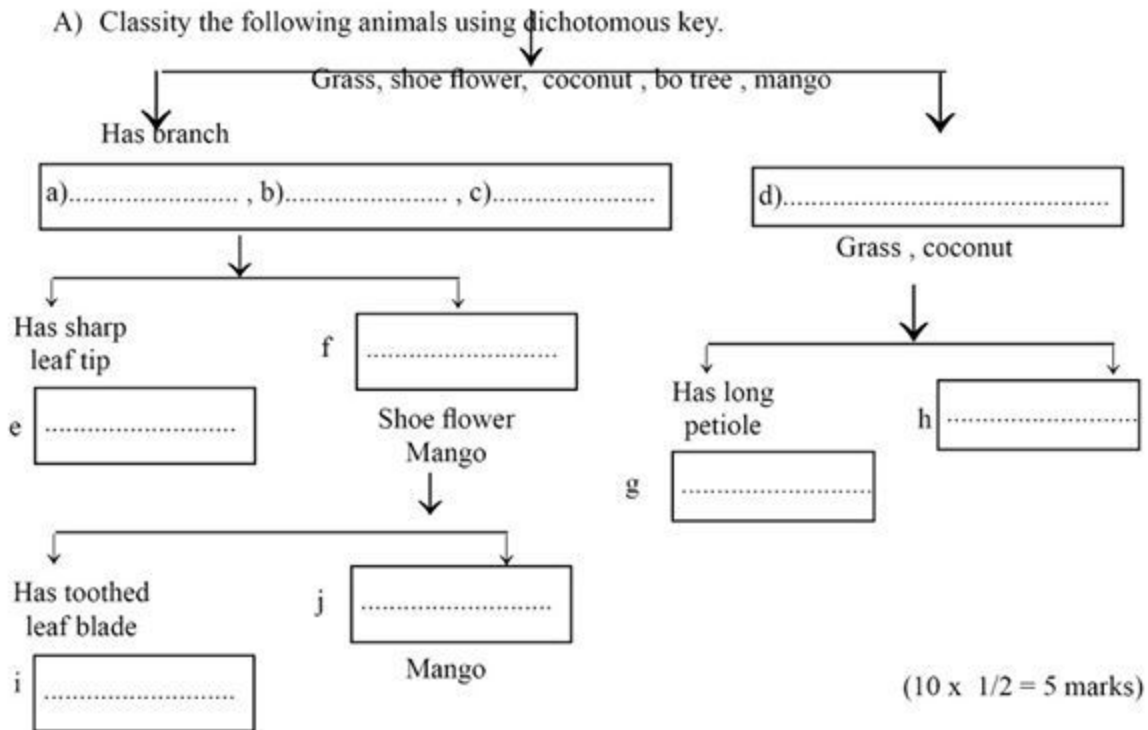 A) Classity the following animals using dichotomous key.
Grass, shoe flower, coconut , bo tree , mango
Has branch
a)........................ , b)....................... , c).......................
d)..............................................
Grass , coconut
Has sharp
leaf tip
f
...........................
e
...........................
Shoe flower
Mango
Has long
petiole
h
...........................
g
...........................
Has toothed
leaf blade
j
...........................
Mango
i
...........................
(10 x 1/2 = 5 marks)